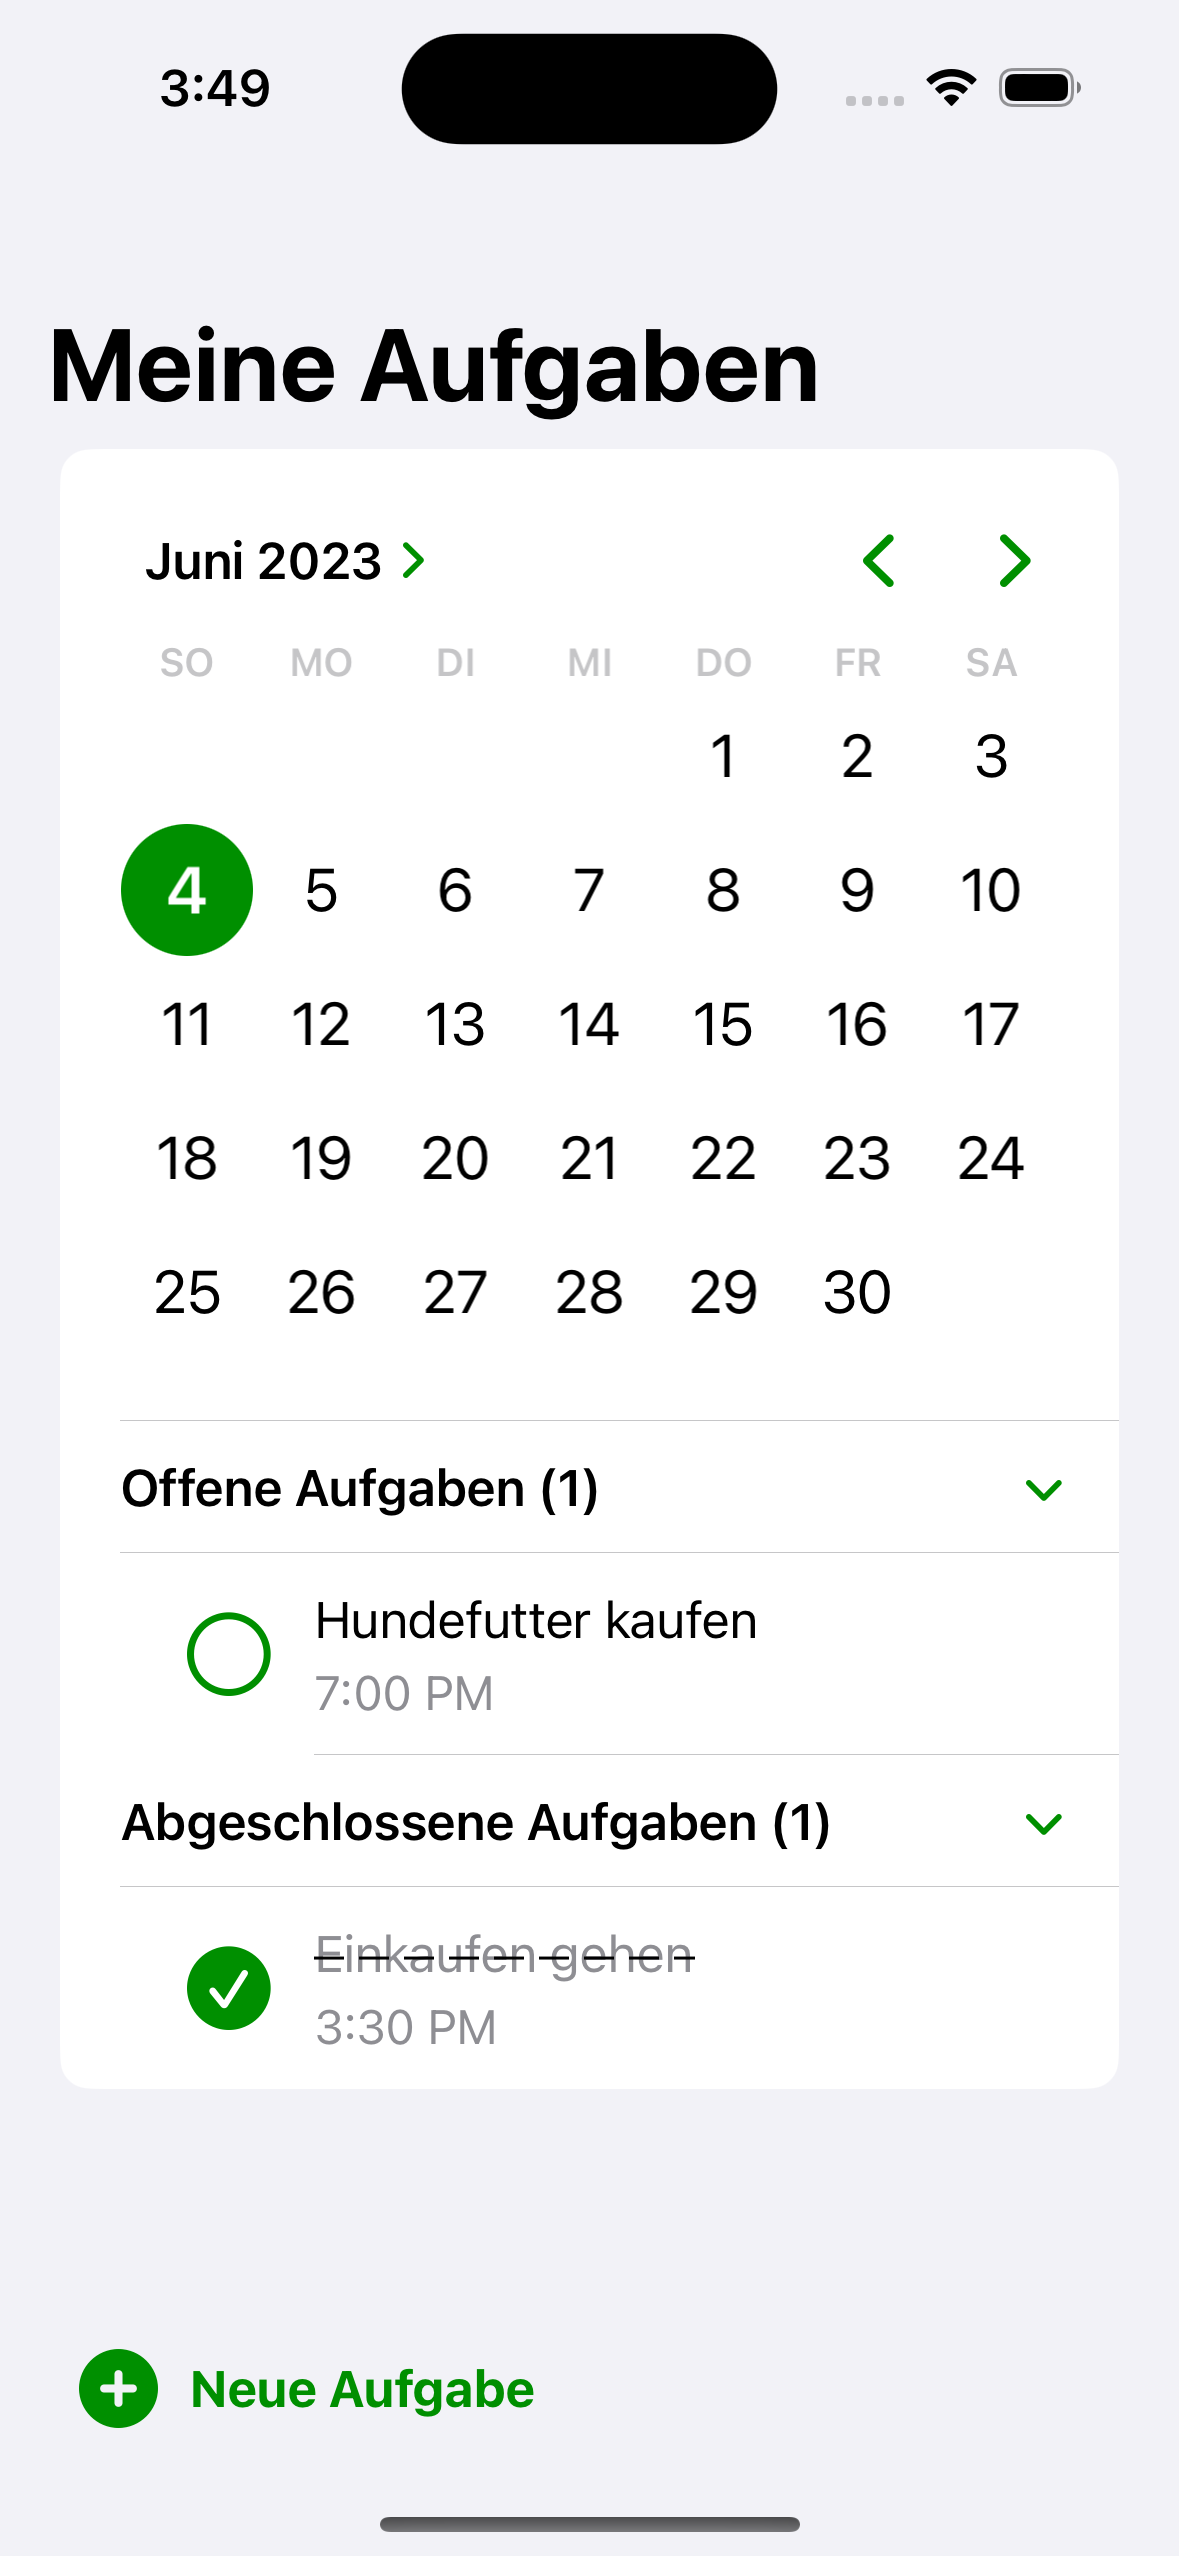 3:49
Meine Aufgaben
Juni 2023
SO MO DI MI DO FR SA
1 2 3
4 5 6 7 8 9 10
11 12 13 14 15 16 17
18 19 20 21 22 23 24
25 26 27 28 29 30
Offene Aufgaben (1)
Hundefutter kaufen
7:00 PM
Abgeschlossene Aufgaben (1)
Einkaufen gehen
3:30 PM
Neue Aufgabe